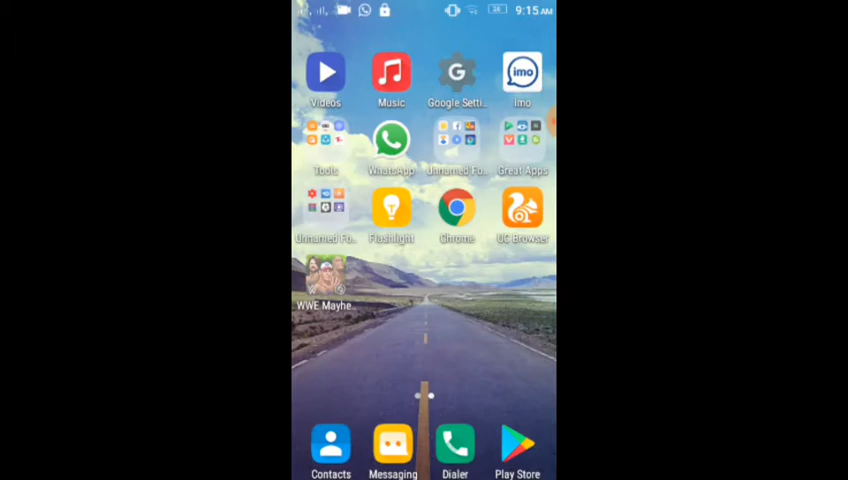 9:15 AM
Videos
Music
Google Setti..
imo
imo
Tools
WhatsApp
Unnamed Fo..
Great Apps
Unnamed Fo..
Flashlight
Chrome
UC Browser
WWE Mayhe..
Contacts
Messaging
Dialer
Play Store